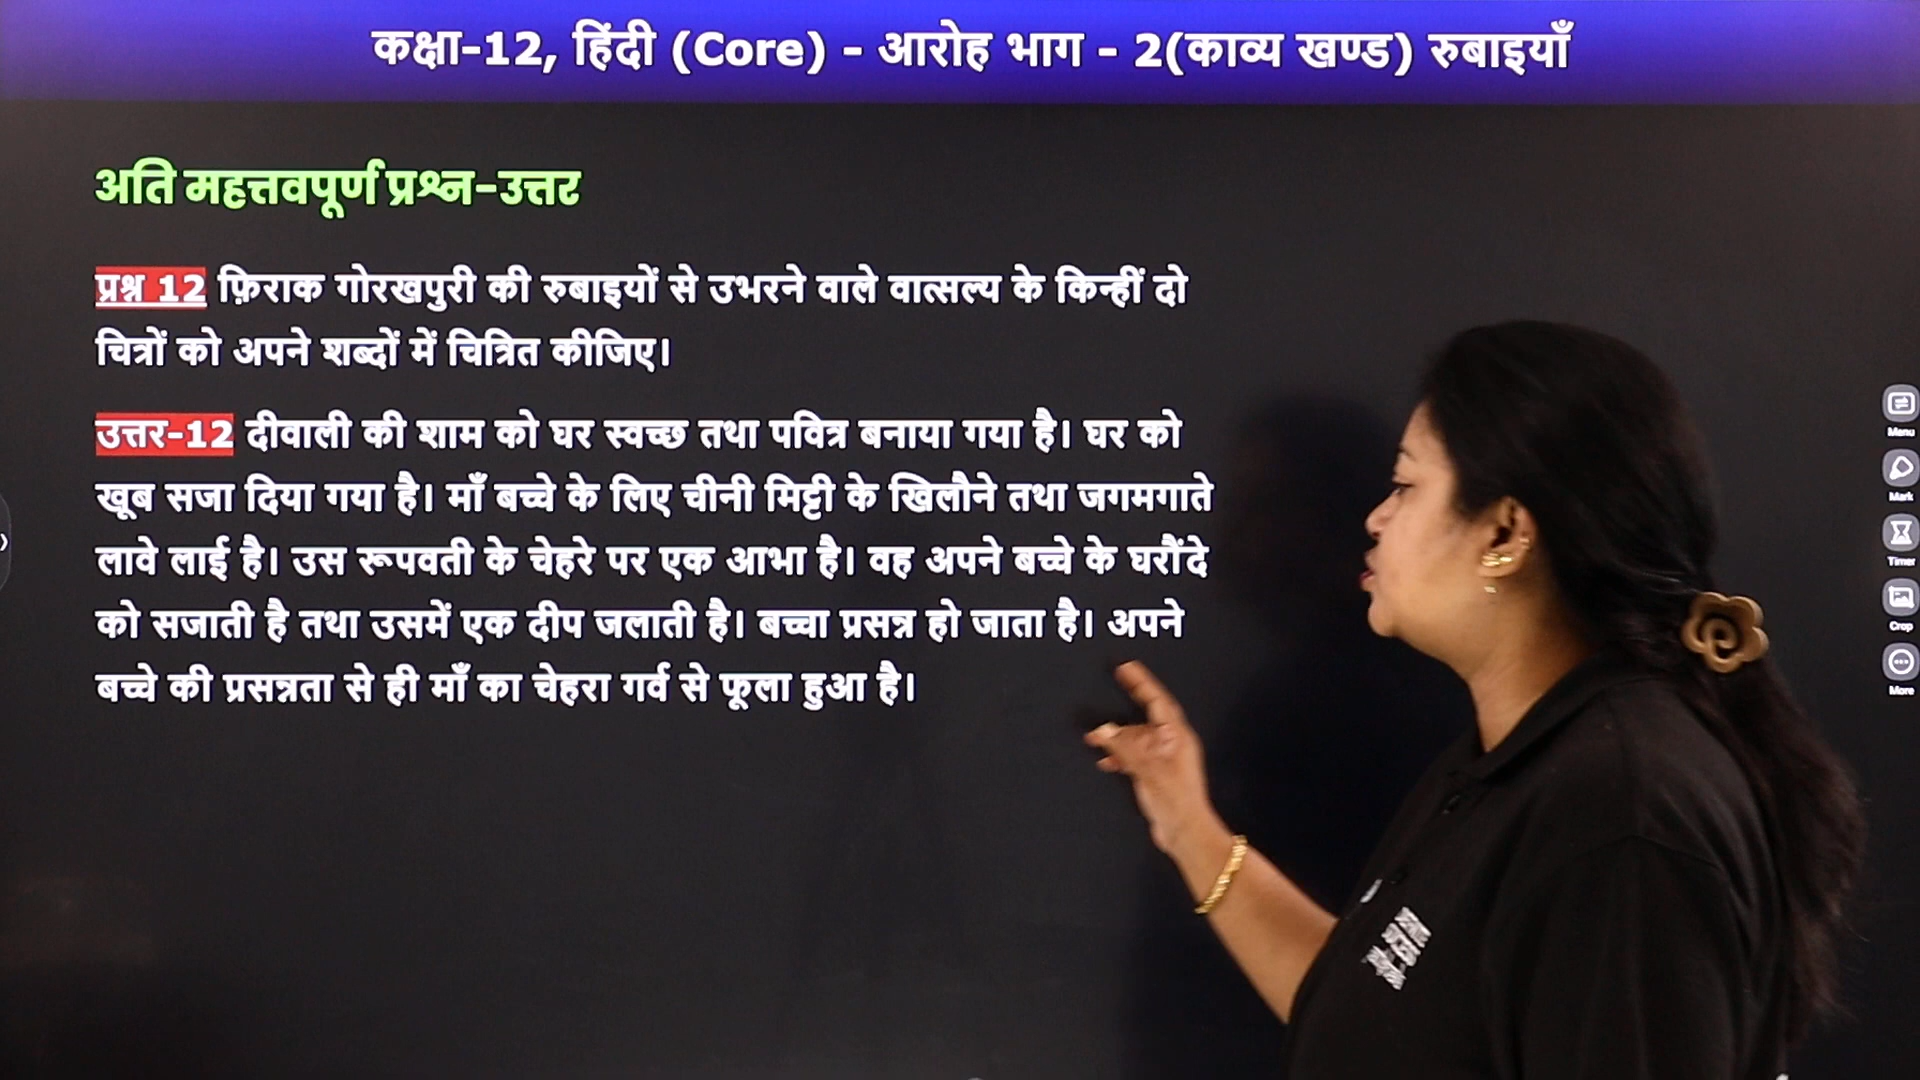 कक्षा-12, हिंदी (Core) - आरोह भाग - 2(काव्य खण्ड) रुबाइयाँ
अति महत्तवपूर्ण प्रश्न-उत्तर
प्रश्न 12 फ़िराक गोरखपुरी की रुबाइयों से उभरने वाले वात्सल्य के किन्हीं दो
चित्रों को अपने शब्दों में चित्रित कीजिए।
उत्तर-12 दीवाली की शाम को घर स्वच्छ तथा पवित्र बनाया गया है। घर को
खूब सजा दिया गया है। माँ बच्चे के लिए चीनी मिट्टी के खिलौने तथा जगमगाते
लावे लाई है। उस रूपवती के चेहरे पर एक आभा है। वह अपने बच्चे के घरौंदे
को सजाती है तथा उसमें एक दीप जलाती है। बच्चा प्रसन्न हो जाता है। अपने
बच्चे की प्रसन्नता से ही माँ का चेहरा गर्व से फूला हुआ है।
Menu
Mark
Timer
Crop
More